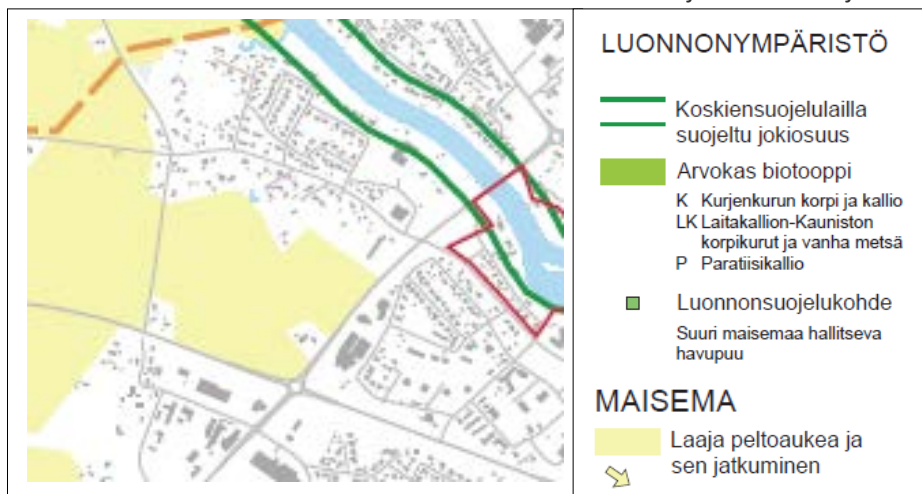 LUONNONYMPÄRISTÖ
Koskiensuojelulailla
suojeltu jokiosuus
Arvokas biotooppi
K Kurjenkurun korpi ja kallio
LK Laitakallion-Kauniston
korpikurut ja vanha metsä
P Paratiisikallio
Luonnonsuojelukohde
Suuri maisemaa hallitseva
havupuu
MAISEMA
Laaja peltoaukea ja
sen jatkuminen